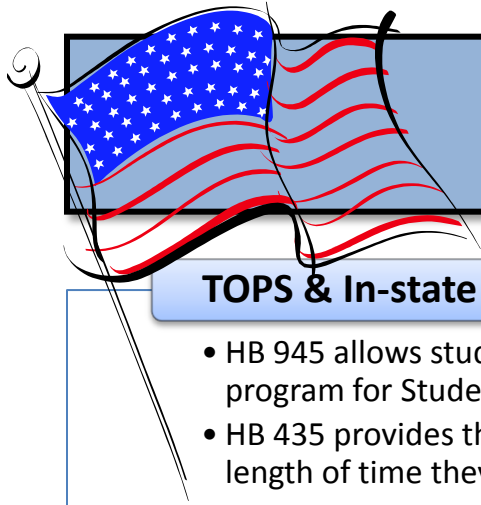 TOPS & In-state
• HB 945 allows stud
program for Stude
• HB 435 provides th
length of time they